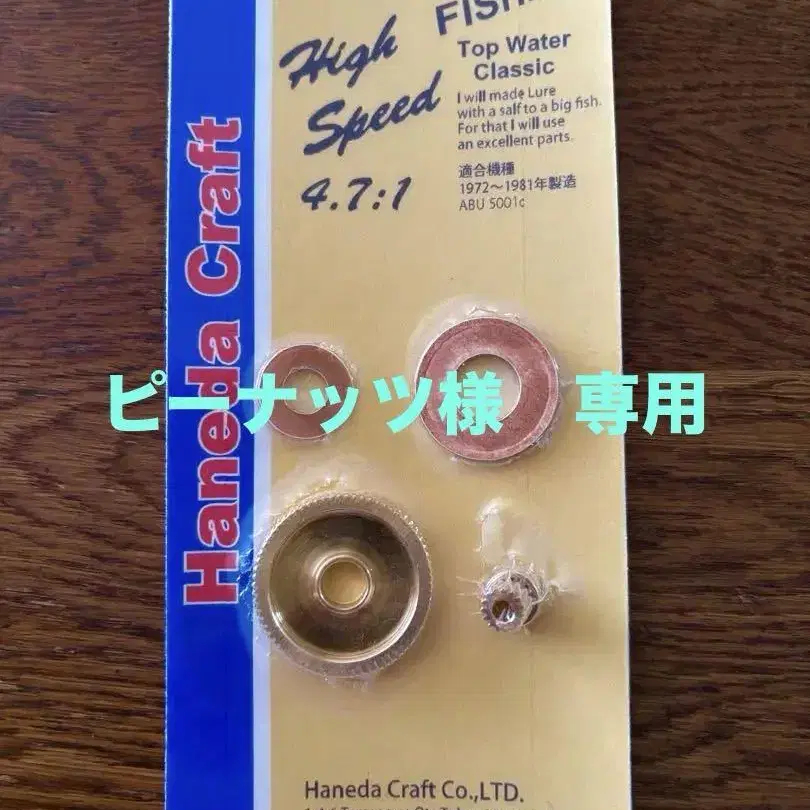 High
Speed
4.7:1
Top Water
Classic
I will made Lure
with a salf to a big fish.
For that I will use
an excellent parts.
適合機種
1972～1981年製造
ABU 5001c
Haneda Craft
ピーナッツ様 専用
Haneda Craft Co.,LTD.